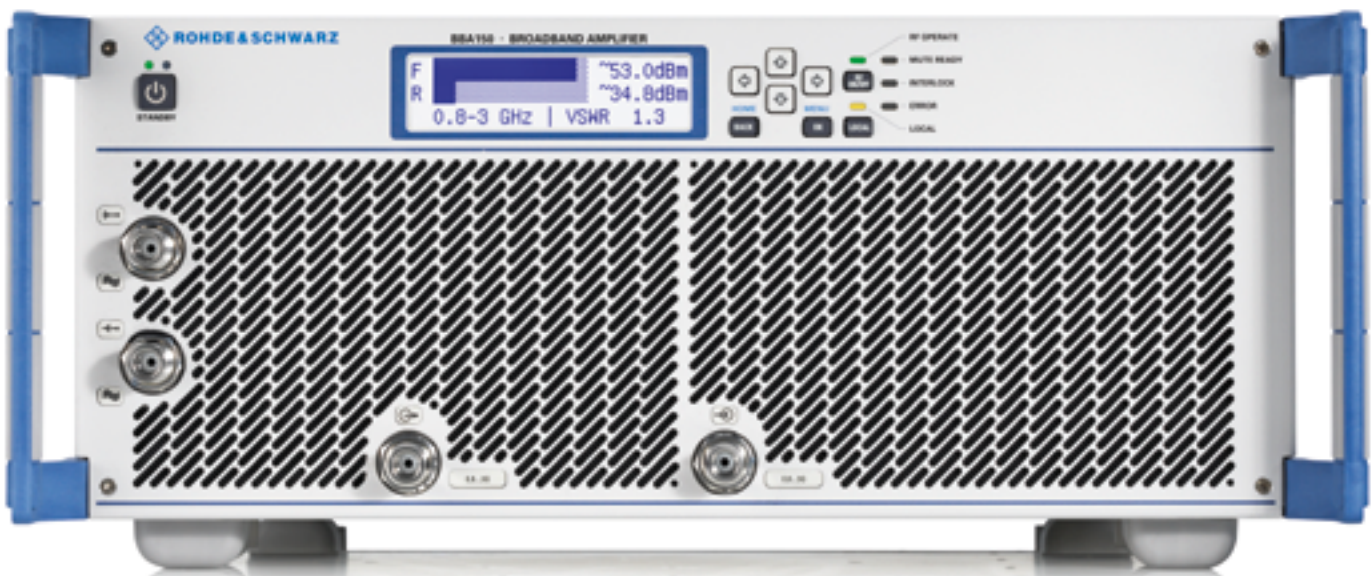 ROHDE&SCHWARZ
BBA150 · BROADBAND AMPLIFIER
STANDBY
F ~53.0dBm
R ~34.8dBm
0.8-3 GHz | VSWR 1.3
HOME
MENU
BACK
OK
LOCAL
RF OPERATE
MUTE READY
INTERLOCK
ERROR
LOCAL